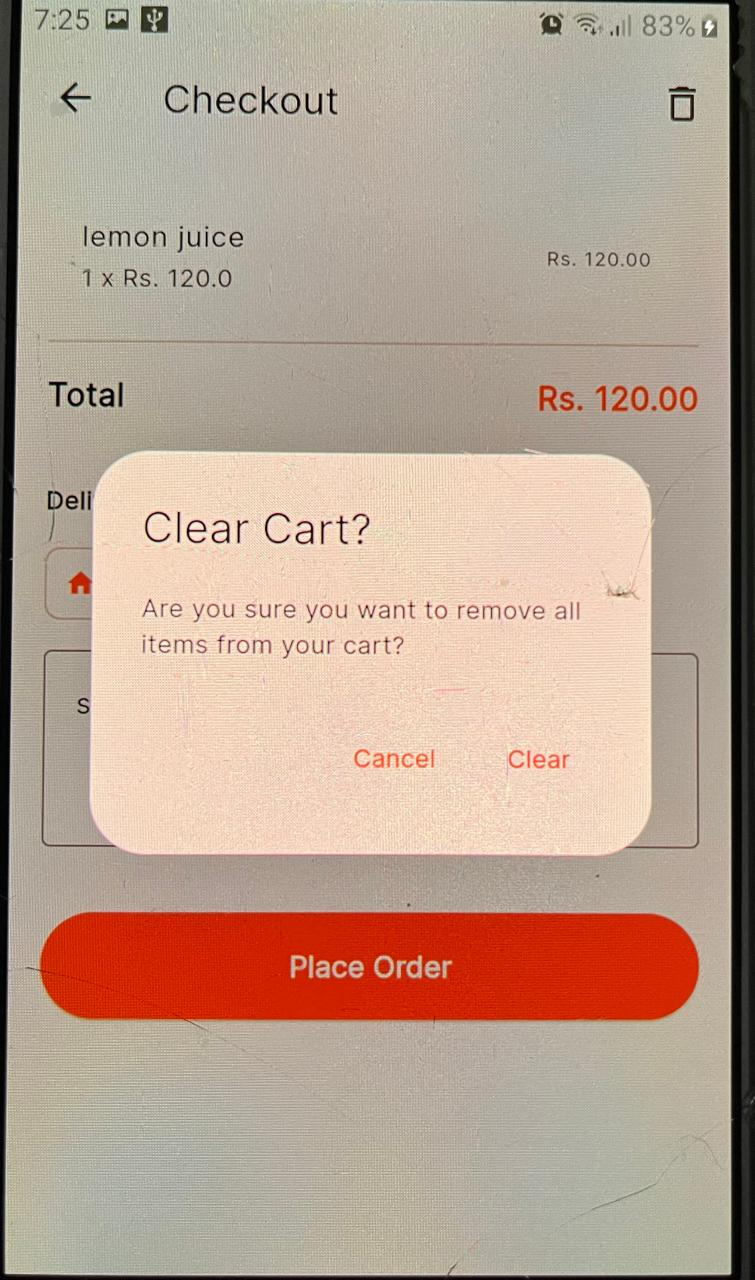 7:25
83%
Checkout
lemon juice
1 x Rs. 120.0
Rs. 120.00
Total
Rs. 120.00
Deli
Clear Cart?
Are you sure you want to remove all
items from your cart?
S
Cancel
Clear
Place Order